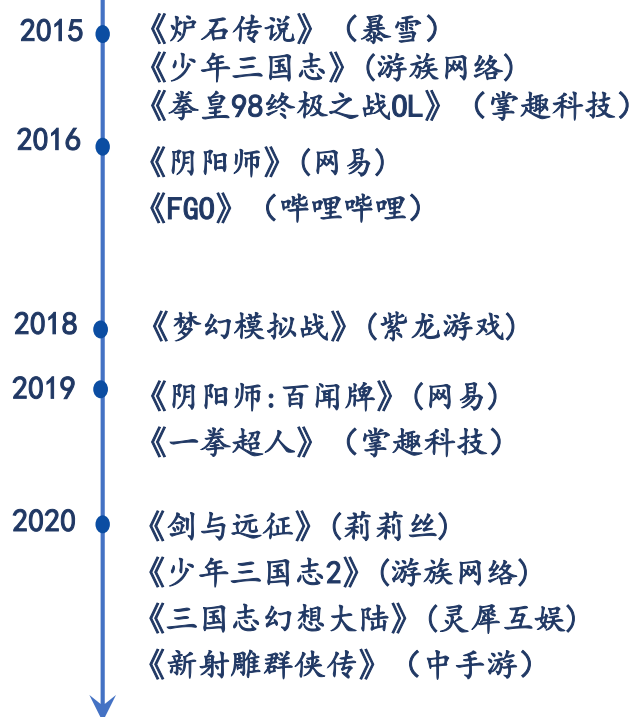 2015
《炉石传说》（暴雪）
《少年三国志》(游族网络)
《拳皇98终极之战OL》（掌趣科技）
2016
《阴阳师》(网易)
《FGO》（哔哩哔哩）
2018
《梦幻模拟战》(紫龙游戏)
2019
《阴阳师:百闻牌》(网易)
《一拳超人》（掌趣科技）
2020
《剑与远征》(莉莉丝)
《少年三国志2》(游族网络)
《三国志幻想大陆》(灵犀互娱)
《新射雕群侠传》（中手游）